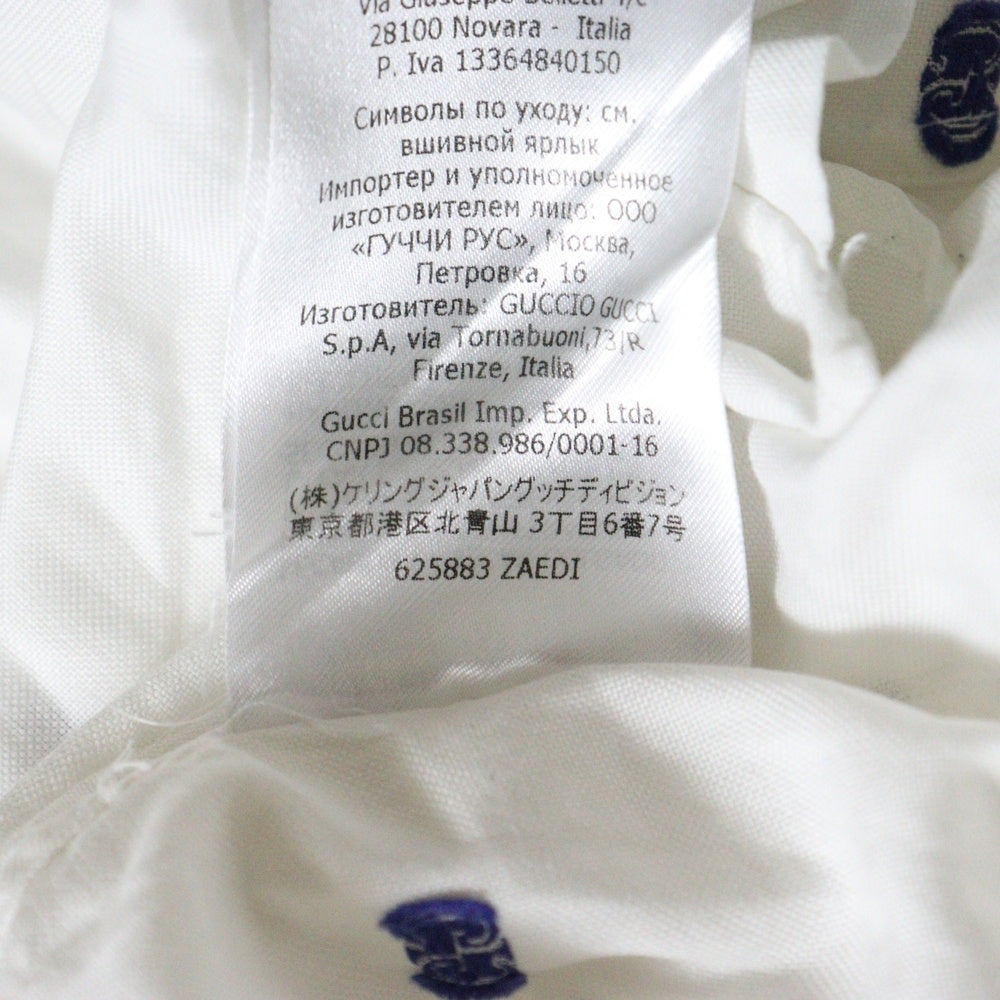 Via Giuseppe
28100 Novara - Italia
P. Iva 13364840150
Символы по уходу: см.
вшивной ярлык
Импортер и уполномоченное
изготовителем лицо: ООО
«ГУЧЧИ РУС», Москва,
Петровка, 16
Изготовитель: GUCCIO GUCCI
S.p.A, via Tornabuoni,73/R
Firenze, Italia
Gucci Brasil Imp. Exp. Ltda.
CNPJ 08.338.986/0001-16
(株)ケリングジャパングッチディビジョン
東京都港区北青山 3丁目6番7号
625883 ZAEDI